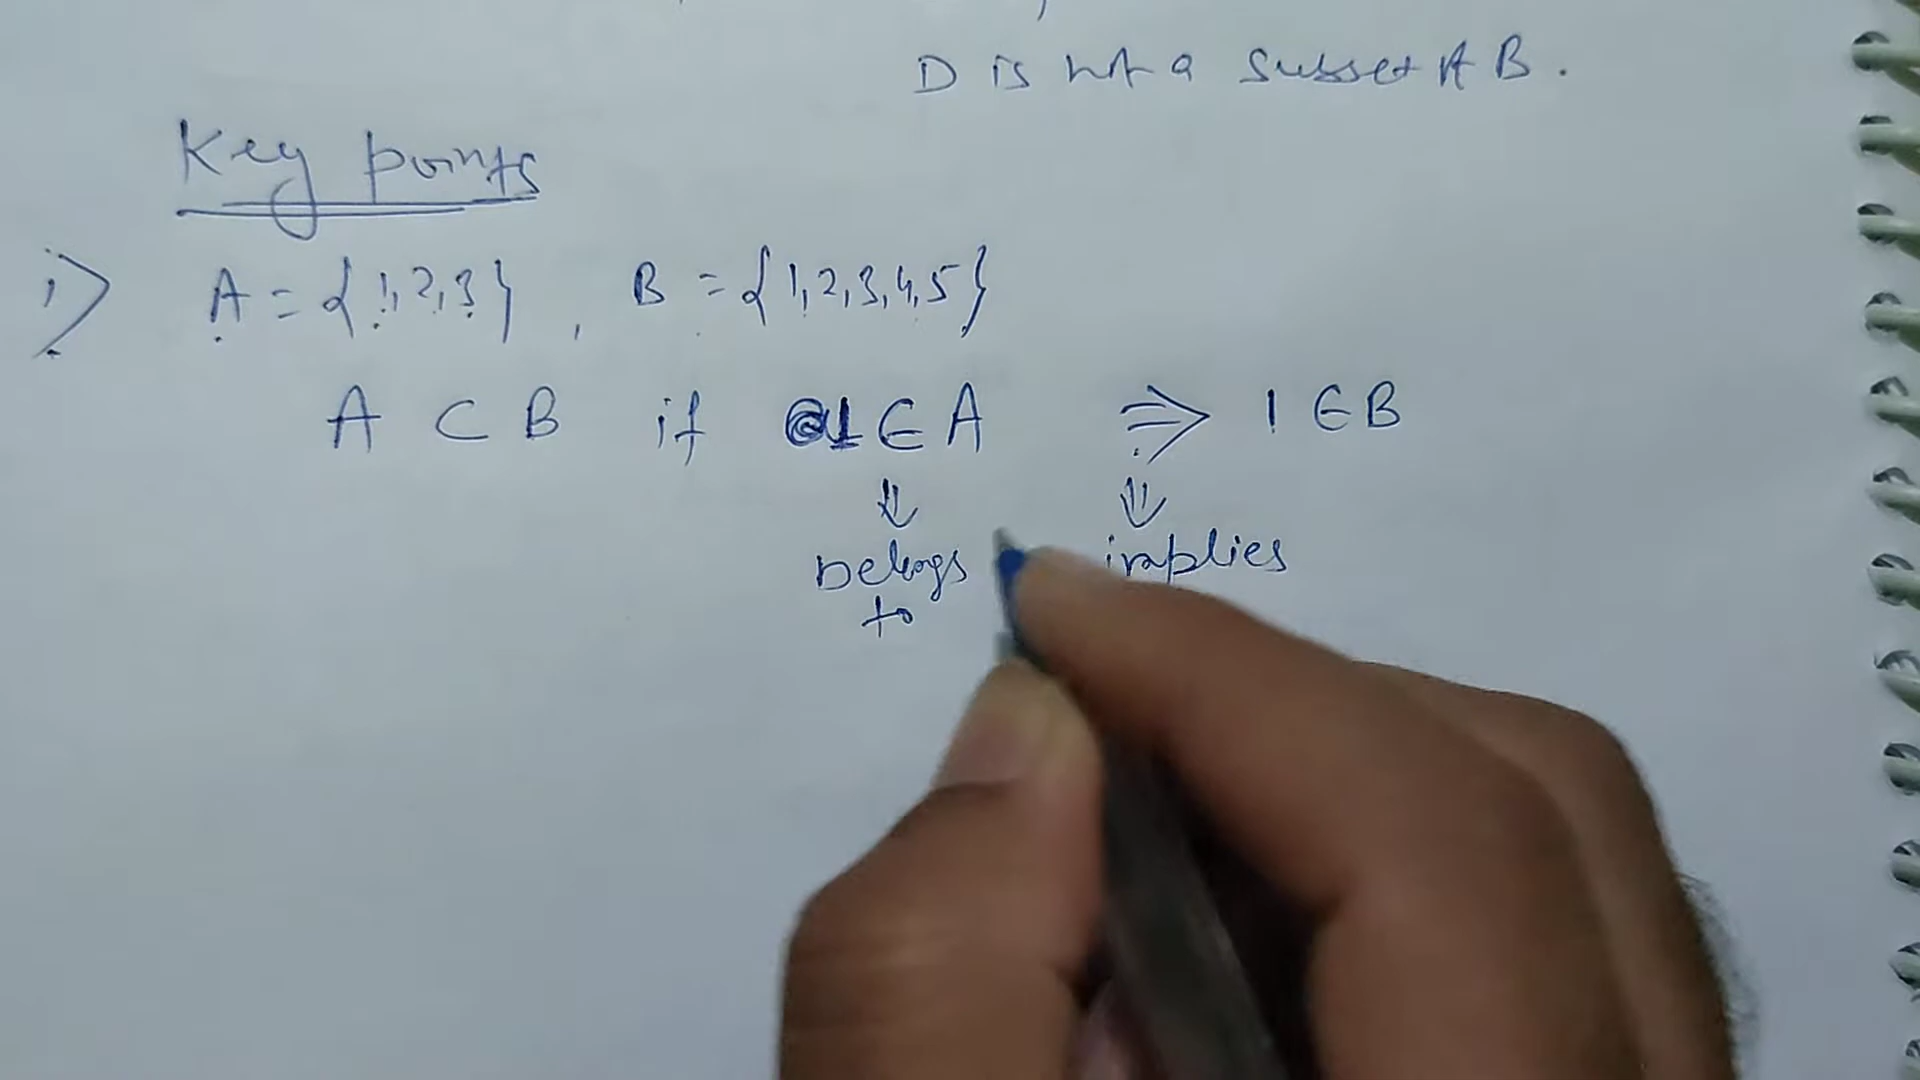 D is not a subset of B.
Key points
i) A = {1,2,3} , B = {1,2,3,4,5}
A ⊂ B if 1 ∈ A ⇒ 1 ∈ B
⇓ ⇓
belongs implies
to